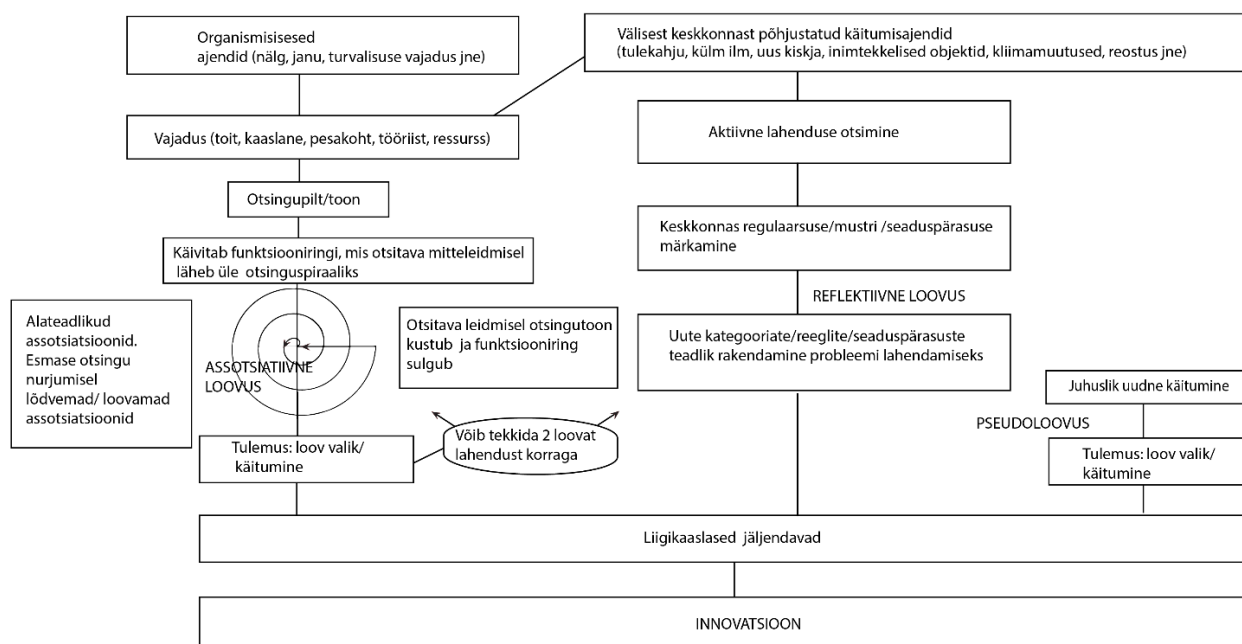 Organismisisesed
ajendid (nälg, janu, turvalisuse vajadus jne)
Välisest keskkonnast põhjustatud käitumisajendid
(tulekahju, külm ilm, uus kiskja, inimtekkelised objektid, kliimamuutused, reostus jne)
Vajadus (toit, kaaslane, pesakoht, tööriist, ressurss)
Aktiivne lahenduse otsimine
Otsingupilt/toon
Keskkonnas regulaarsuse/mustri /seaduspärasuse
märkamine
Käivitab funktsiooniringi, mis otsitava mitteleidmisel
läheb üle otsinguspiraaliks
REFLEKTIIVNE LOOVUS
Alateadlikud
assotsiatsioonid.
Esmase otsingu
nurjumisel
lõdvemad/ loovamad
assotsiatsioonid
ASSOTSIATIIVNE
LOOVUS
Otsitava leidmisel otsingutoon
kustub ja funktsiooniring
sulgub
Uute kategooriate/reeglite/seaduspärasuste
teadlik rakendamine probleemi lahendamiseks
Juhuslik uudne käitumine
PSEUDOLOOVUS
Tulemus: loov valik/
käitumine
Võib tekkida 2 loovat
lahendust korraga
Tulemus: loov valik/
käitumine
Liigikaaslased jäljendavad
INNOVATSIOON